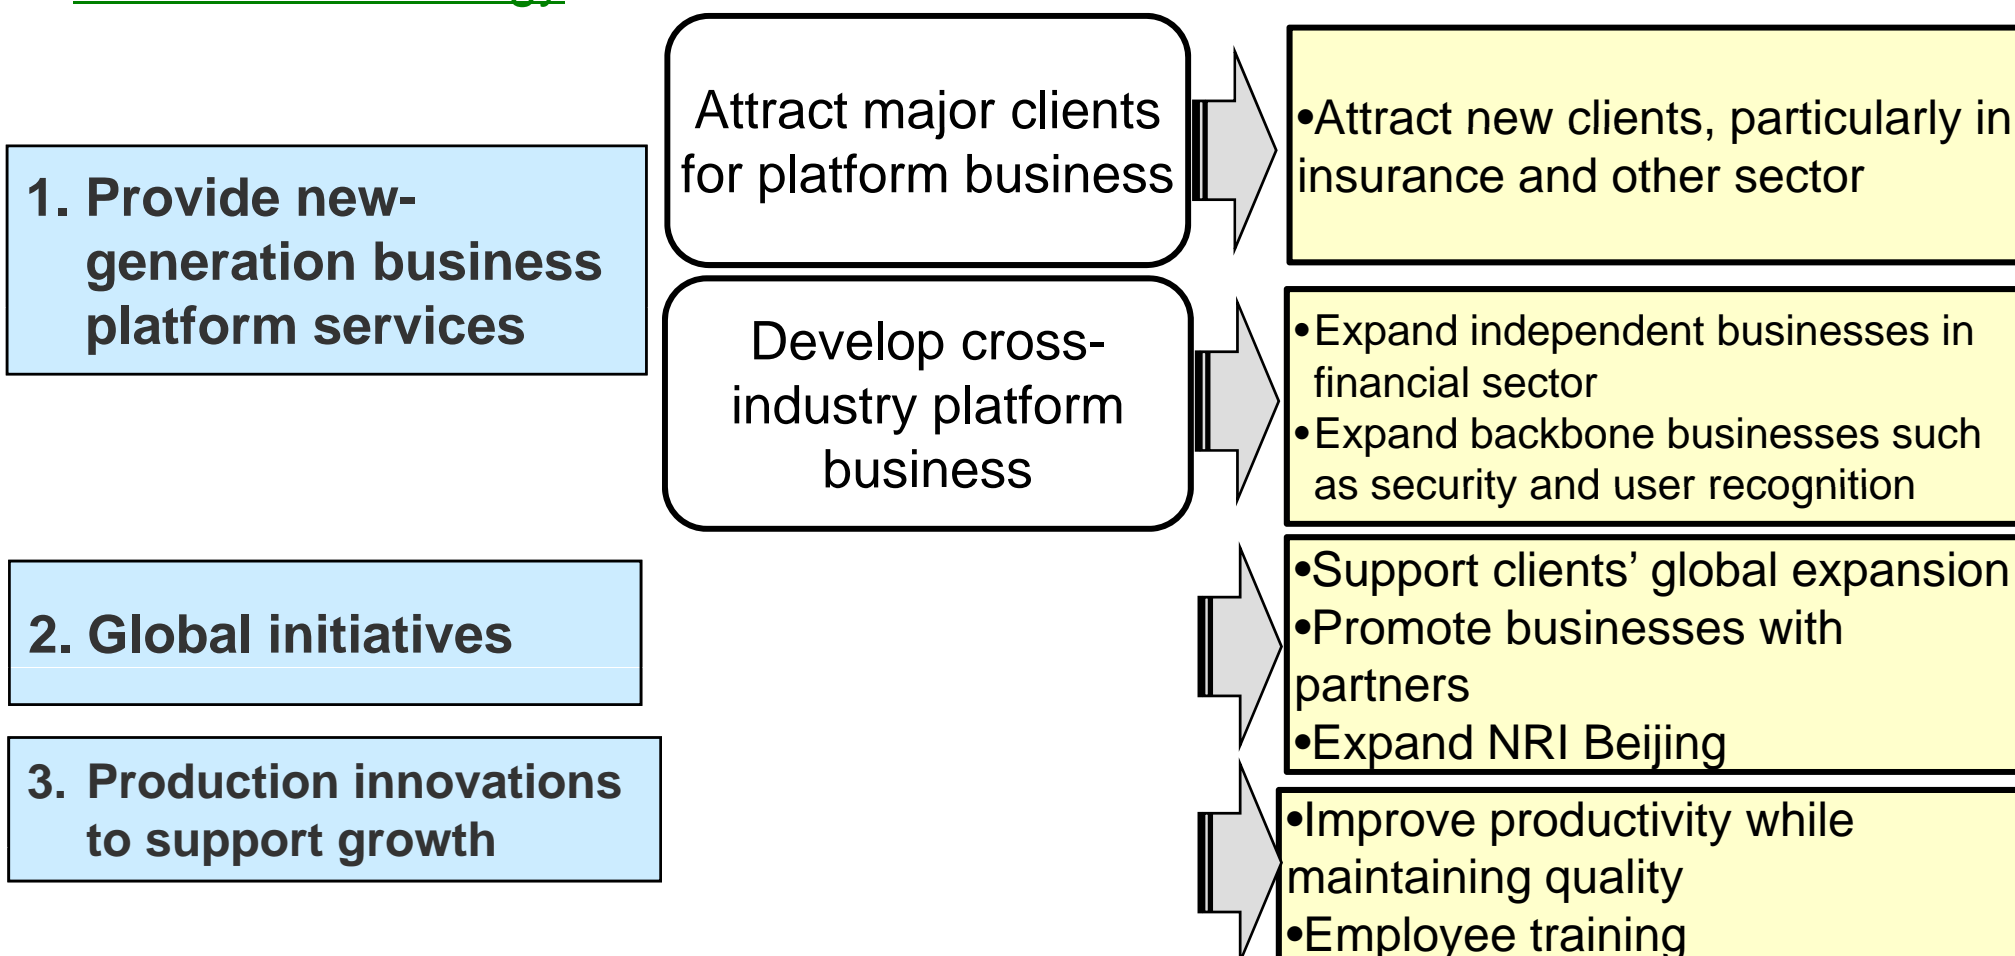 1. Provide new-
generation business
platform services
Attract major clients
for platform business
•Attract new clients, particularly in
insurance and other sector
Develop cross-
industry platform
business
•Expand independent businesses in
financial sector
•Expand backbone businesses such
as security and user recognition
2. Global initiatives
•Support clients’ global expansion
•Promote businesses with
partners
•Expand NRI Beijing
3. Production innovations
to support growth
•Improve productivity while
maintaining quality
•Employee training